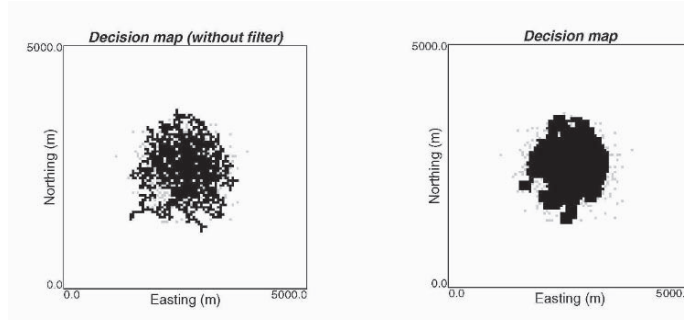 Decision map (without filter)
5000.0
Northing (m)
0.0
0.0
5000.0
Easting (m)
Decision map
5000.0
Northing (m)
0.0
0.0
5000.
Easting (m)